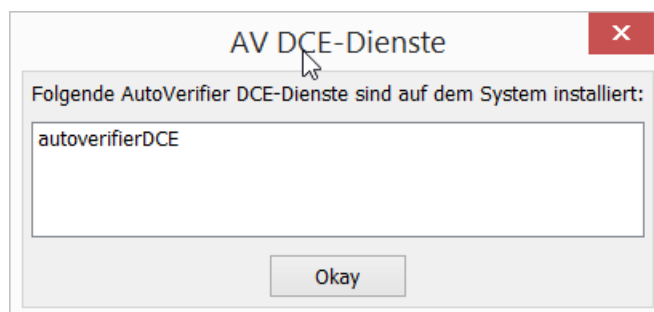 AV DCE-Dienste
Folgende AutoVerifier DCE-Dienste sind auf dem System installiert:
autoverifierDCE
Okay